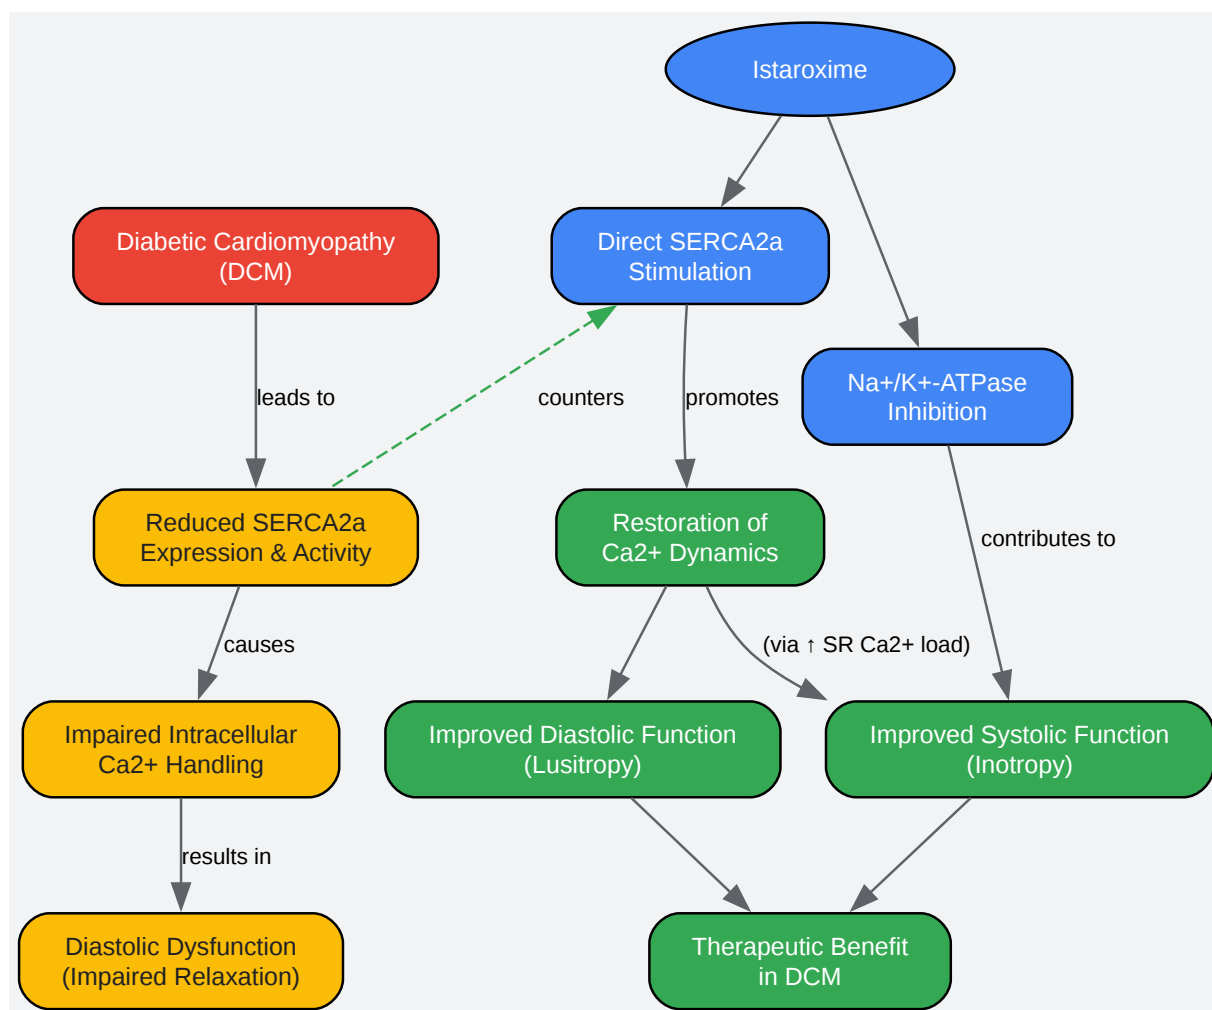 Istaroxime
Diabetic Cardiomyopathy
(DCM)
Direct SERCA2a
Stimulation
Na+/K+-ATPase
Inhibition
leads to
counters
promotes
Reduced SERCA2a
Expression & Activity
Restoration of
Ca2+ Dynamics
contributes to
causes
(via ↑ SR Ca2+ load)
Impaired Intracellular
Ca2+ Handling
Improved Diastolic Function
(Lusitropy)
Improved Systolic Function
(Inotropy)
results in
Diastolic Dysfunction
(Impaired Relaxation)
Therapeutic Benefit
in DCM